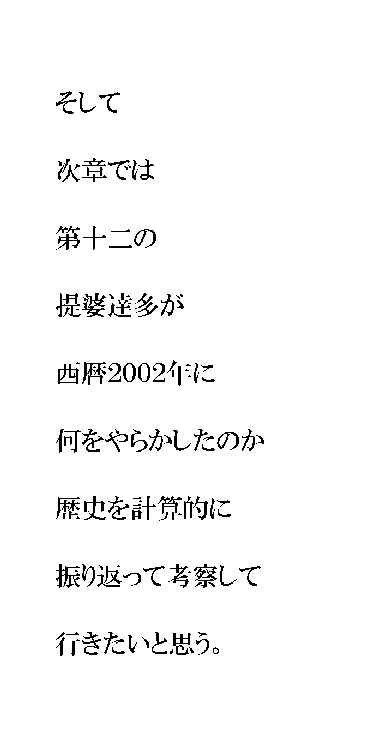 そして
次章では
第十二の
提婆達多が
西暦2002年に
何をやらかしたのか
歴史を計算的に
振り返って考察して
行きたいと思う。